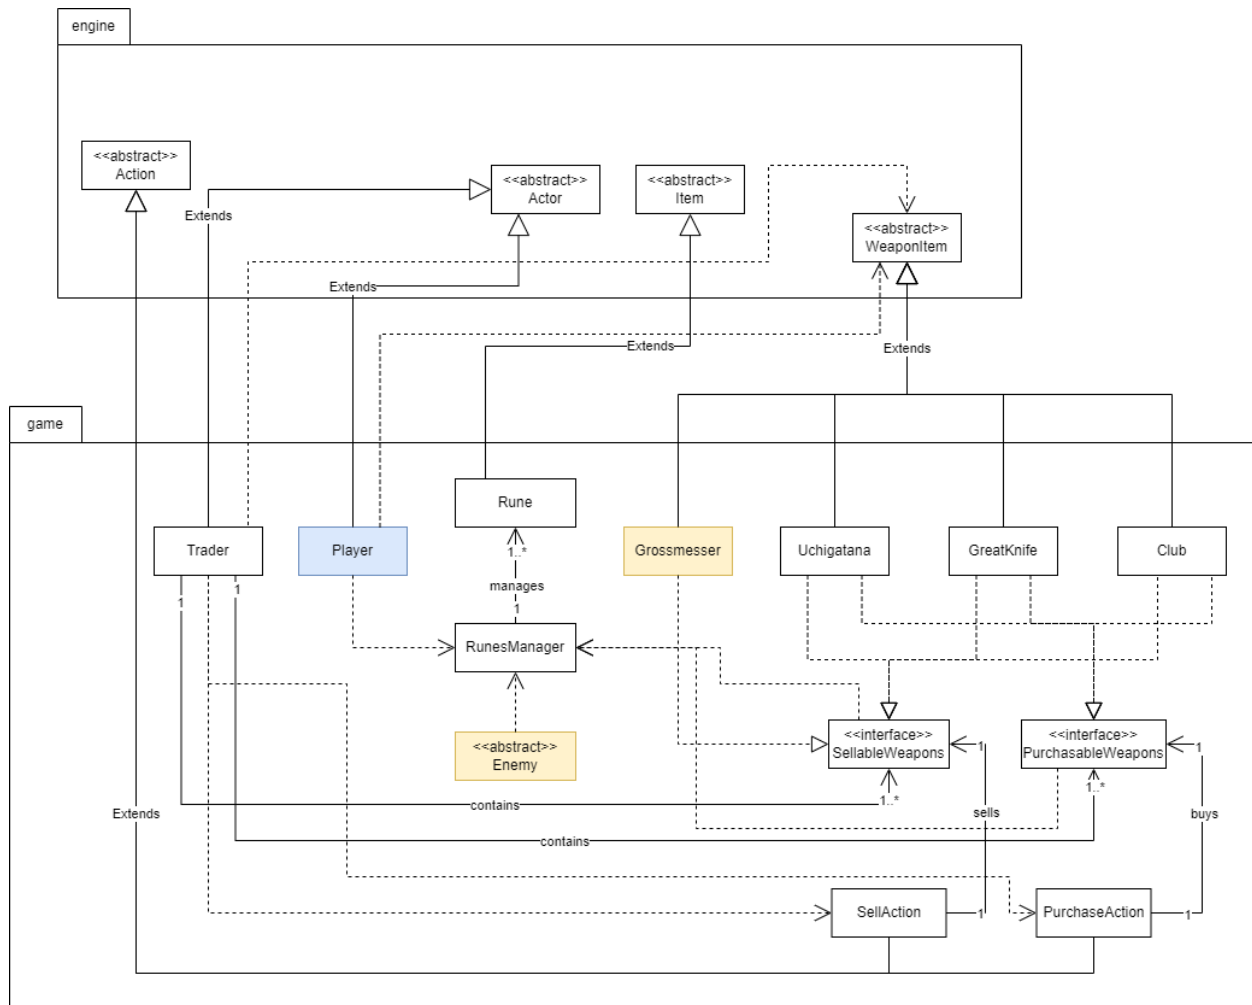 engine
<<abstract>>
Action
<<abstract>>
Actor
<<abstract>>
Item
<<abstract>>
WeaponItem
Extends
Extends
Extends
Extends
game
Rune
Trader
Player
Grossmesser
Uchigatana
GreatKnife
Club
1..*
manages
1
1
1
RunesManager
<<abstract>>
Enemy
<<interface>>
SellableWeapons
<<interface>>
PurchasableWeapons
1
1
1..*
1..*
contains
Extends
sells
buys
contains
SellAction
1
PurchaseAction
1